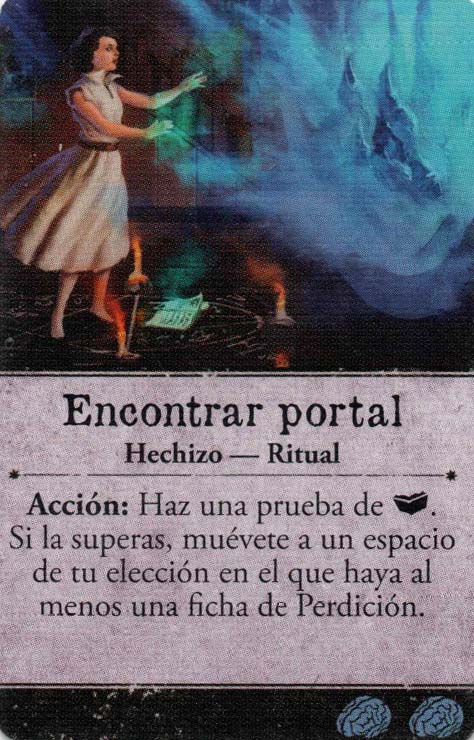 Encontrar portal
Hechizo — Ritual
Acción: Haz una prueba de .
Si la superas, muévete a un espacio
de tu elección en el que haya al
menos una ficha de Perdición.